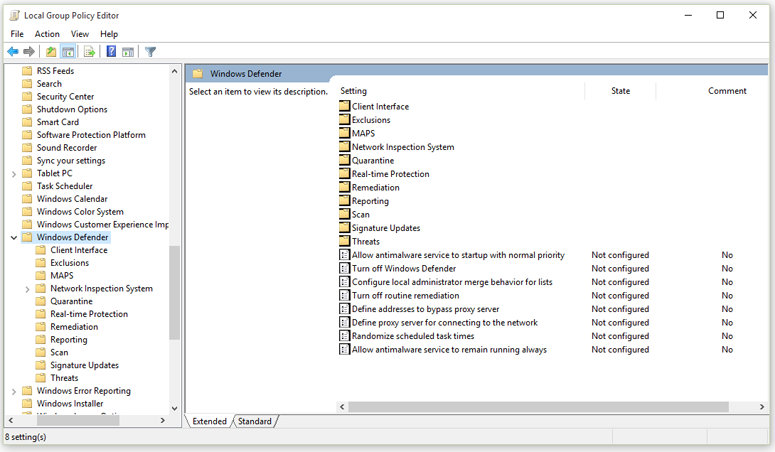 Local Group Policy Editor
File Action View Help
RSS Feeds
Search
Security Center
Shutdown Options
Smart Card
Software Protection Platform
Sound Recorder
Sync your settings
Tablet PC
Task Scheduler
Windows Calendar
Windows Color System
Windows Customer Experience Imp
Windows Defender
Client Interface
Exclusions
MAPS
Network Inspection System
Quarantine
Real-time Protection
Remediation
Reporting
Scan
Signature Updates
Threats
Windows Error Reporting
Windows Installer
Windows Defender
Select an item to view its description.
Setting State Comment
Client Interface
Exclusions
MAPS
Network Inspection System
Quarantine
Real-time Protection
Remediation
Reporting
Scan
Signature Updates
Threats
Allow antimalware service to startup with normal priority Not configured No
Turn off Windows Defender Not configured No
Configure local administrator merge behavior for lists Not configured No
Turn off routine remediation Not configured No
Define addresses to bypass proxy server Not configured No
Define proxy server for connecting to the network Not configured No
Randomize scheduled task times Not configured No
Allow antimalware service to remain running always Not configured No
Extended Standard
8 setting(s)